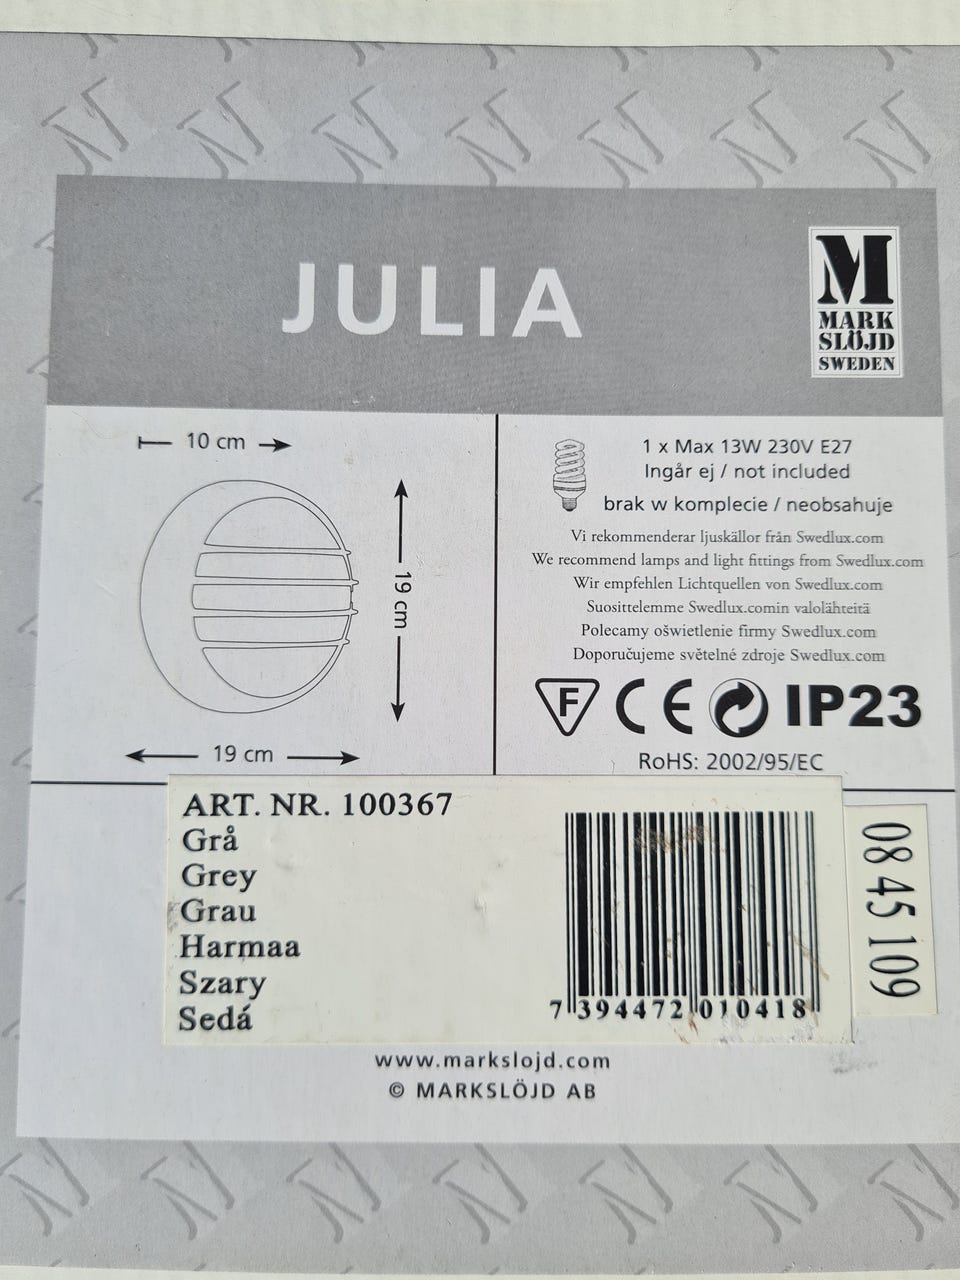 JULIA
M
MARK
SLÖJD
SWEDEN
10 cm
19 cm
19 cm
1 x Max 13W 230V E27
Ingår ej / not included
brak w komplecie / neobsahuje
Vi rekommenderar ljuskällor från Swedlux.com
We recommend lamps and light fittings from Swedlux.com
Wir empfehlen Lichtquellen von Swedlux.com
Suosittelemme Swedlux.comin valolähteitä
Polecamy oświetlenie firmy Swedlux.com
Doporučujeme světelné zdroje Swedlux.com
F CE IP23
RoHS: 2002/95/EC
ART. NR. 100367
Grå
Grey
Grau
Harmaa
Szary
Sedá
7 394472 010418
08 45 109
www.markslojd.com
© MARKSLÖJD AB